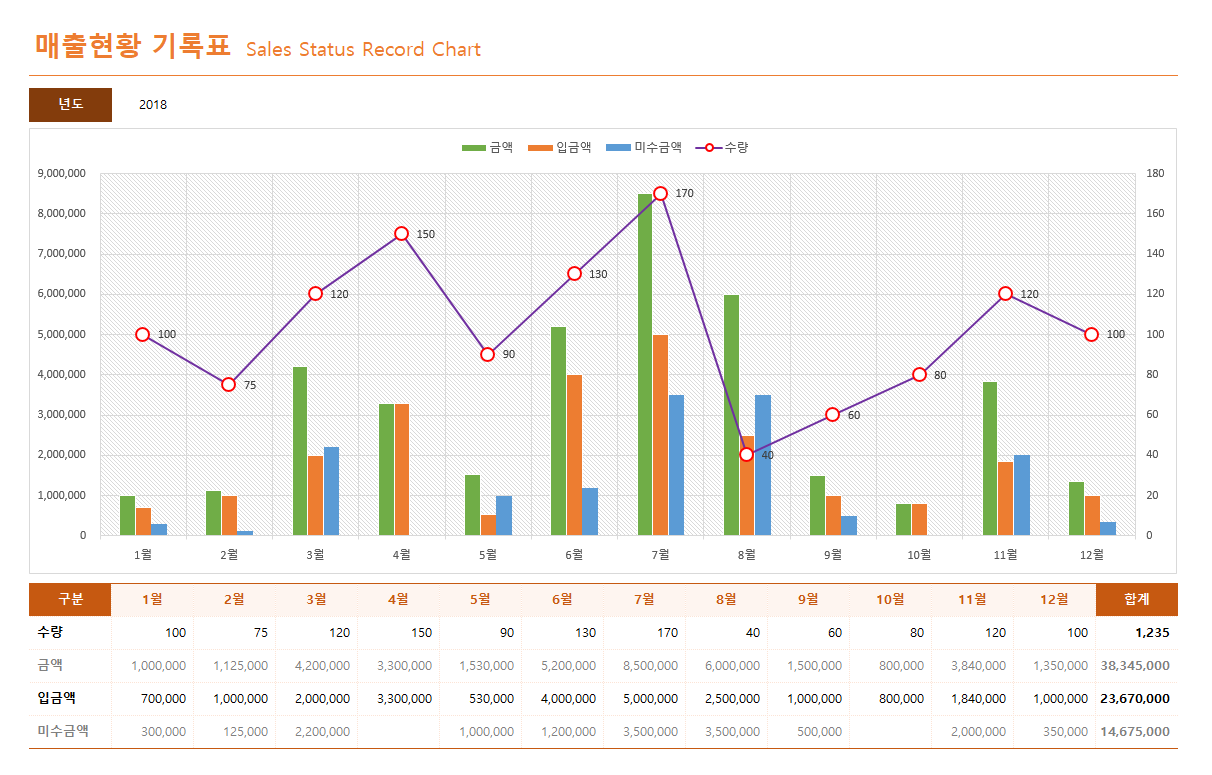 매출현황 기록표 Sales Status Record Chart
년도 2018
금액 입금액 미수금액 수량
9,000,000 180
8,000,000 160
7,000,000 140
6,000,000 120
5,000,000 100
4,000,000 80
3,000,000 60
2,000,000 40
1,000,000 20
0 0
100 75 120 150 90 130 170 40 60 80 120 100
1월 2월 3월 4월 5월 6월 7월 8월 9월 10월 11월 12월
구분 1월 2월 3월 4월 5월 6월 7월 8월 9월 10월 11월 12월 합계
수량 100 75 120 150 90 130 170 40 60 80 120 100 1,235
금액 1,000,000 1,125,000 4,200,000 3,300,000 1,530,000 5,200,000 8,500,000 6,000,000 1,500,000 800,000 3,840,000 1,350,000 38,345,000
입금액 700,000 1,000,000 2,000,000 3,300,000 530,000 4,000,000 5,000,000 2,500,000 1,000,000 800,000 1,840,000 1,000,000 23,670,000
미수금액 300,000 125,000 2,200,000 1,000,000 1,200,000 3,500,000 3,500,000 500,000 2,000,000 350,000 14,675,000